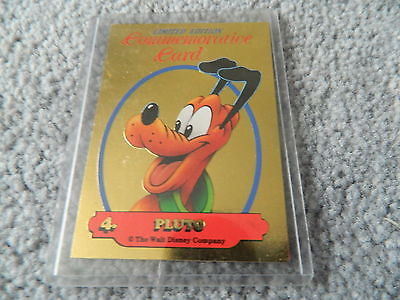 LIMITED EDITION
Commemorative
Card
4 PLUTO
© The Walt Disney Company